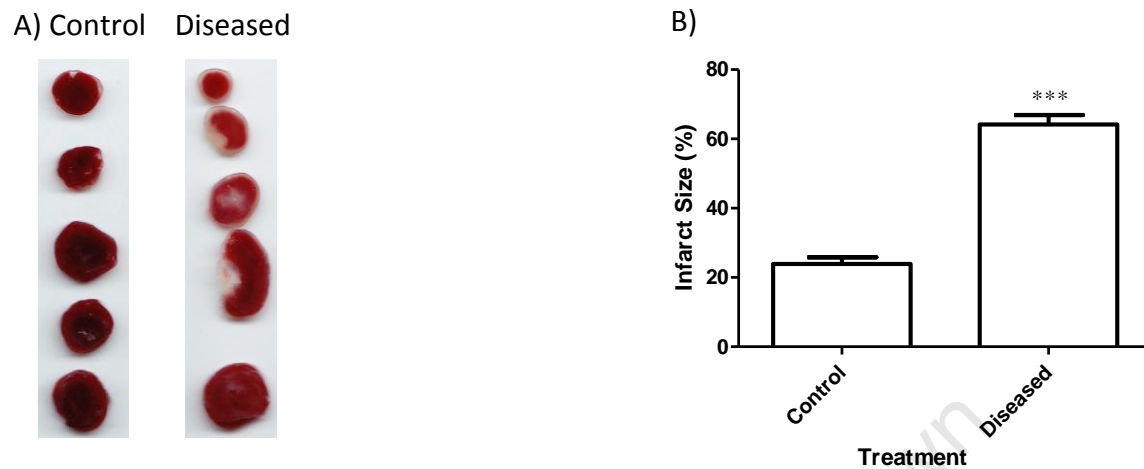 A) Control Diseased
B)
80
60
40
20
0
Infarct Size (%)
***
Control
Diseased
Treatment